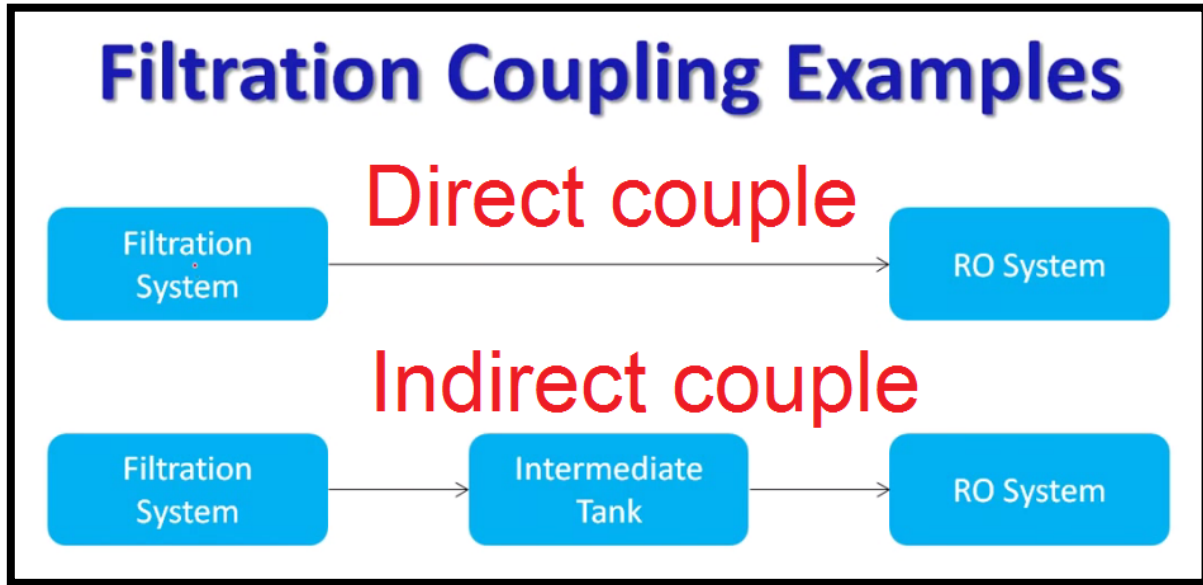 Filtration Coupling Examples
Direct couple
Filtration
System
RO System
Indirect couple
Filtration
System
Intermediate
Tank
RO System